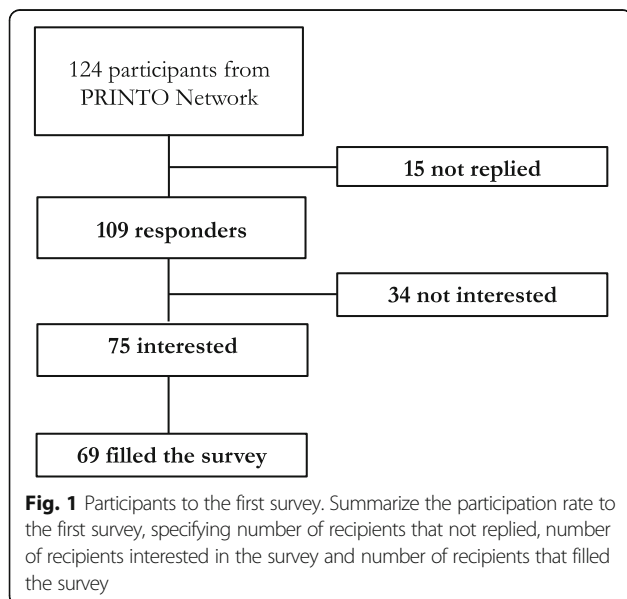 124 participants from
PRINTO Network
15 not replied
109 responders
34 not interested
75 interested
69 filled the survey
Fig. 1 Participants to the first survey. Summarize the participation rate to
the first survey, specifying number of recipients that not replied, number
of recipients interested in the survey and number of recipients that filled
the survey